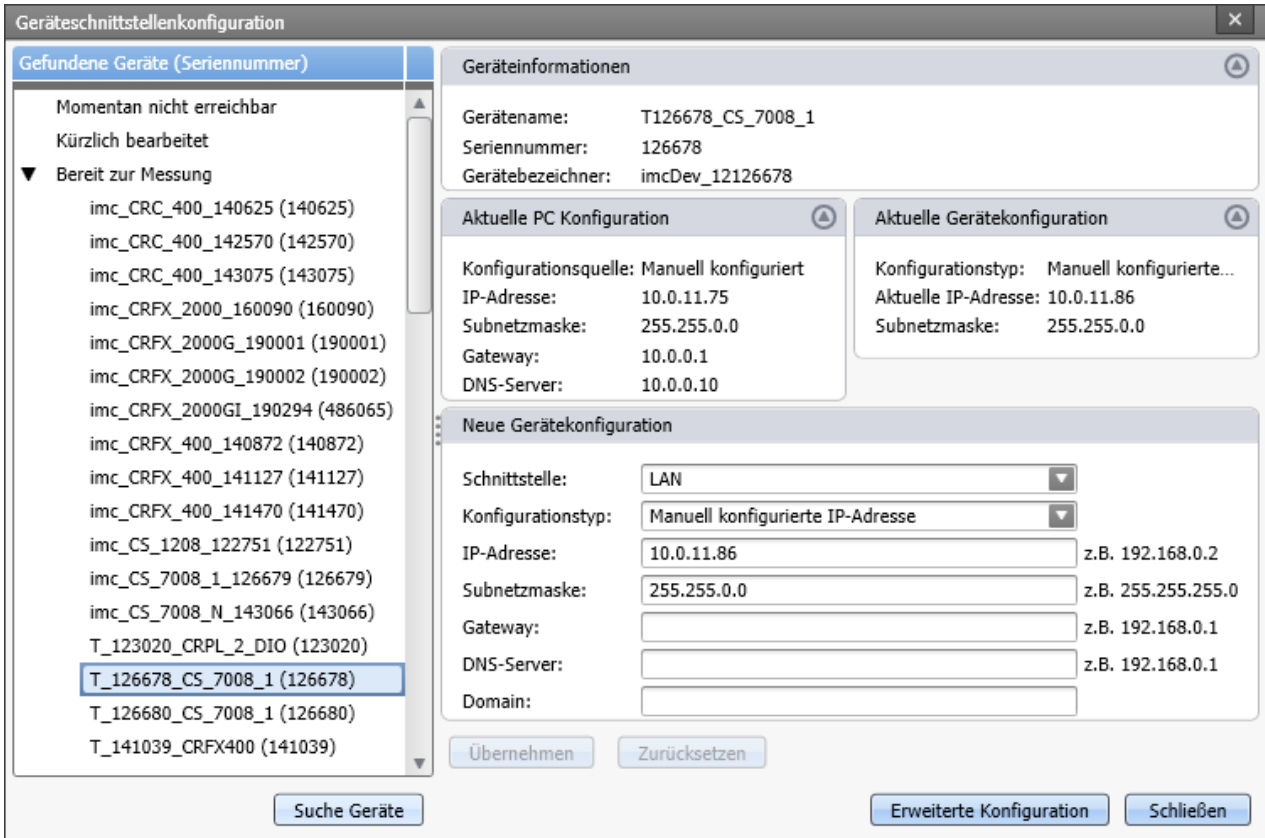 Geräteschnittstellenkonfiguration
Gefundene Geräte (Seriennummer)
Momentan nicht erreichbar
Kürzlich bearbeitet
Bereit zur Messung
imc_CRC_400_140625 (140625)
imc_CRC_400_142570 (142570)
imc_CRC_400_143075 (143075)
imc_CRFX_2000_160090 (160090)
imc_CRFX_2000G_190001 (190001)
imc_CRFX_2000G_190002 (190002)
imc_CRFX_2000GI_190294 (486065)
imc_CRFX_400_140872 (140872)
imc_CRFX_400_141127 (141127)
imc_CRFX_400_141470 (141470)
imc_CS_1208_122751 (122751)
imc_CS_7008_1_126679 (126679)
imc_CS_7008_N_143066 (143066)
T_123020_CRPL_2_DIO (123020)
T_126678_CS_7008_1 (126678)
T_126680_CS_7008_1 (126680)
T_141039_CRFX400 (141039)
Suche Geräte
Geräteinformationen
Gerätename: T126678_CS_7008_1
Seriennummer: 126678
Gerätebezeichner: imcDev_12126678
Aktuelle PC Konfiguration
Konfigurationsquelle: Manuell konfiguriert
IP-Adresse: 10.0.11.75
Subnetzmaske: 255.255.0.0
Gateway: 10.0.0.1
DNS-Server: 10.0.0.10
Aktuelle Gerätekonfiguration
Konfigurationstyp: Manuell konfigurierte...
Aktuelle IP-Adresse: 10.0.11.86
Subnetzmaske: 255.255.0.0
Neue Gerätekonfiguration
Schnittstelle: LAN
Konfigurationstyp: Manuell konfigurierte IP-Adresse
IP-Adresse: 10.0.11.86 z.B. 192.168.0.2
Subnetzmaske: 255.255.0.0 z.B. 255.255.255.0
Gateway: z.B. 192.168.0.1
DNS-Server: z.B. 192.168.0.1
Domain:
Übernehmen Zurücksetzen
Erweiterte Konfiguration Schließen